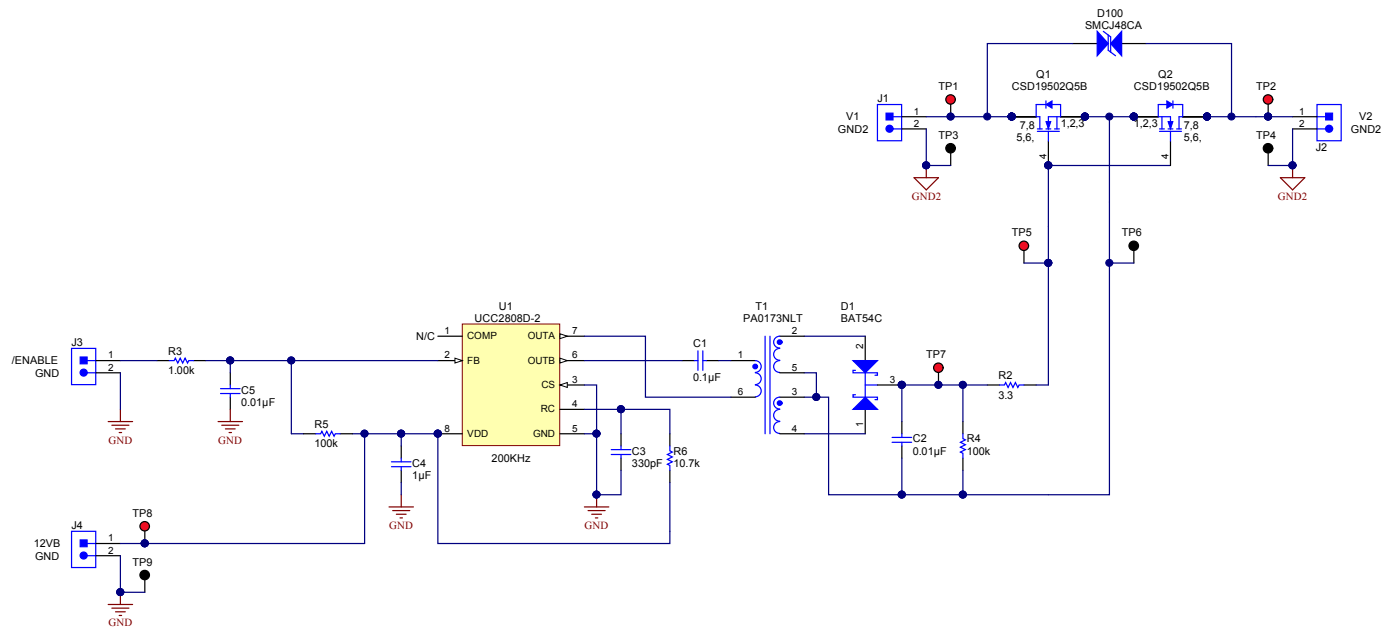 D100
SMCJ48CA
Q1
CSD19502Q5B
Q2
CSD19502Q5B
TP1
TP2
J1
V1
GND2
1
2
TP3
7,8
5,6,
1,2,3
4
1,2,3
7,8
5,6,
4
TP4
1
2
V2
GND2
J2
GND2
GND2
TP5
TP6
U1
UCC2808D-2
N/C
1
COMP
OUTA
7
2
FB
OUTB
6
CS
3
RC
4
8
VDD
GND
5
200KHz
T1
PA0173NLT
D1
BAT54C
C1
0.1µF
1
6
2
5
3
4
2
3
1
TP7
R2
3.3
C2
0.01µF
R4
100k
J3
/ENABLE
GND
1
2
R3
1.00k
C5
0.01µF
GND
GND
R5
100k
C4
1µF
GND
C3
330pF
R6
10.7k
GND
J4
12VB
GND
1
2
TP8
TP9
GND